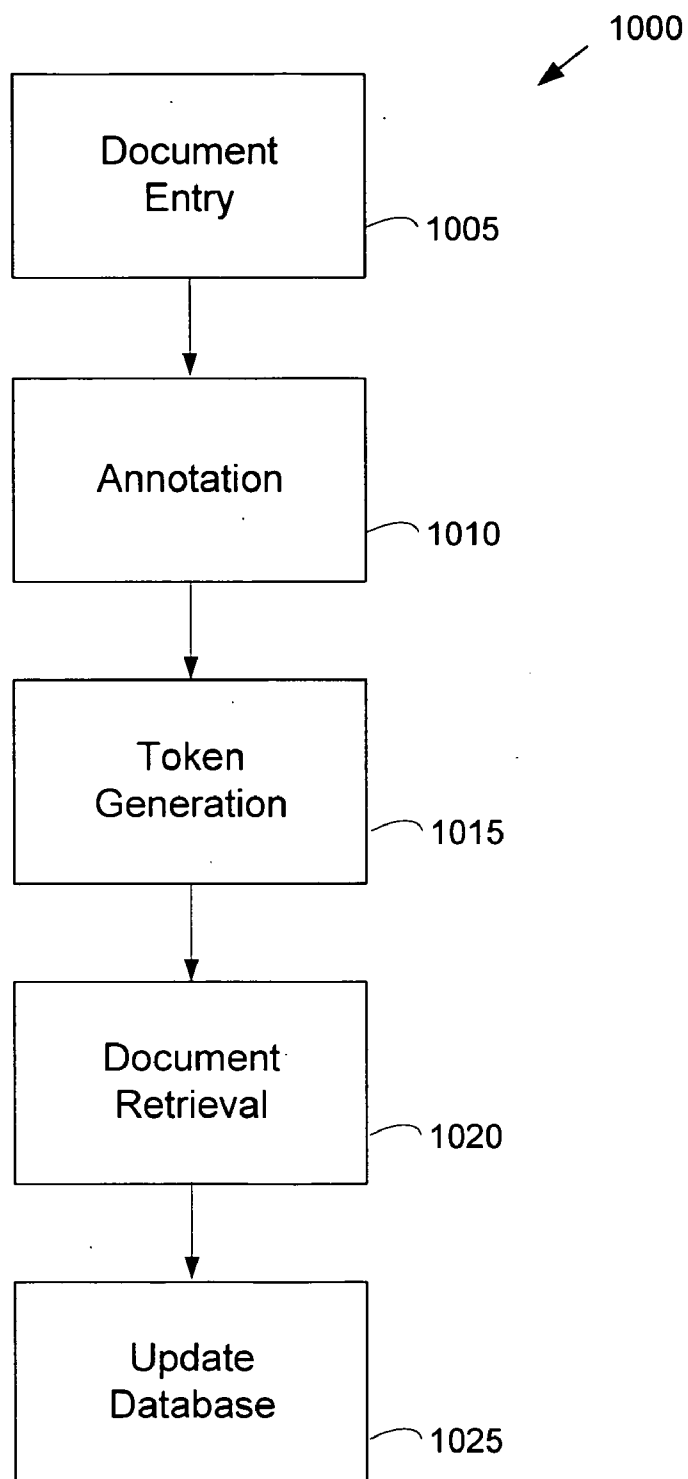 1000
Document
Entry
1005
Annotation
1010
Token
Generation
1015
Document
Retrieval
1020
Update
Database
1025